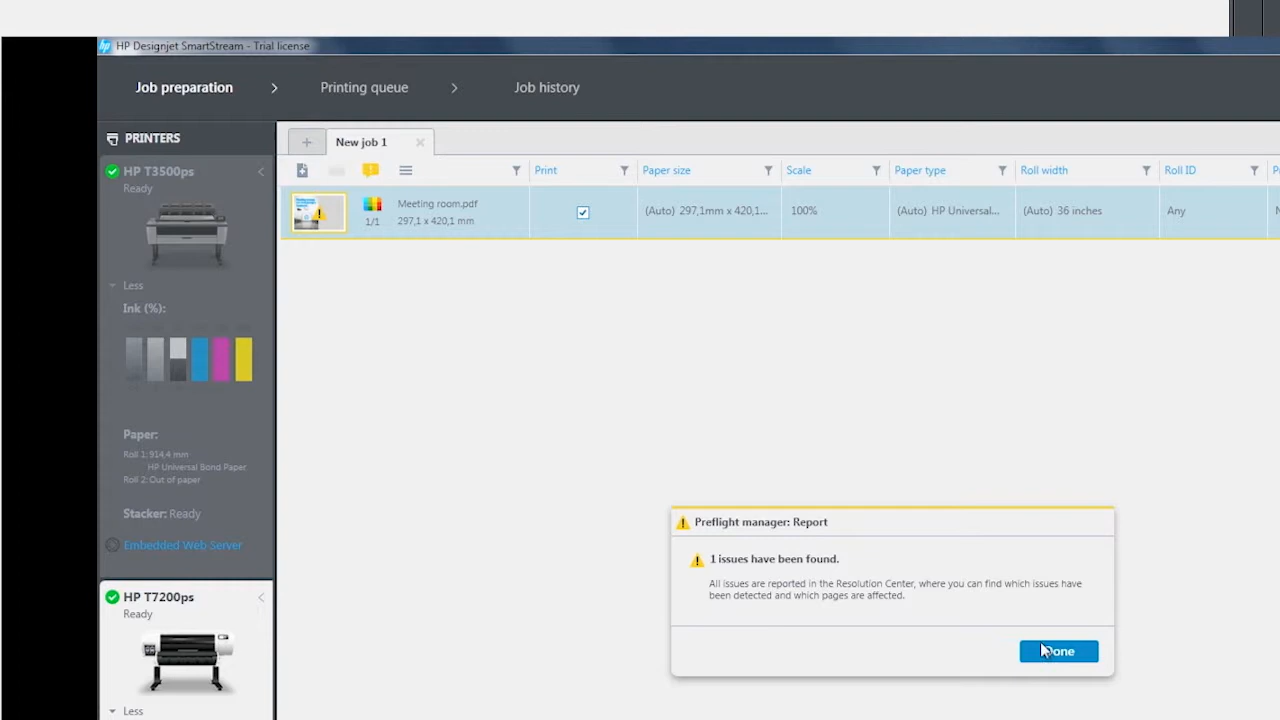 HP Designjet SmartStream - Trial license
Job preparation
Printing queue
Job history
PRINTERS
New job 1
HP T3500ps
Ready
Print
Paper size
Scale
Paper type
Roll width
Roll ID
Meeting room.pdf
1/1
297,1 x 420,1 mm
(Auto) 297,1mm x 420,1...
100%
(Auto) HP Universal...
(Auto) 36 inches
Any
Less
Ink (%):
Paper:
Roll 1: 914,4 mm
HP Universal Bond Paper
Roll 2: Out of paper
Stacker: Ready
Embedded Web Server
Preflight manager: Report
1 issues have been found.
All issues are reported in the Resolution Center, where you can find which issues have
been detected and which pages are affected.
Done
HP T7200ps
Ready
Less